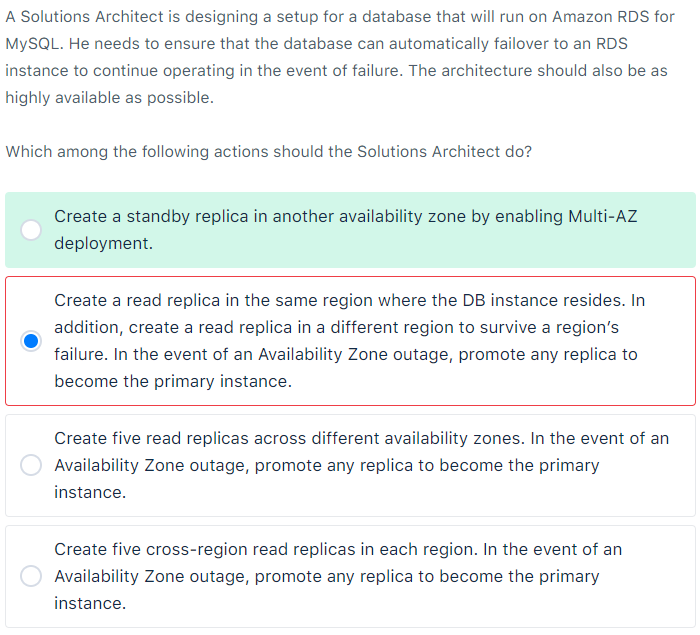 A Solutions Architect is designing a setup for a database that will run on Amazon RDS for
MySQL. He needs to ensure that the database can automatically failover to an RDS
instance to continue operating in the event of failure. The architecture should also be as
highly available as possible.
Which among the following actions should the Solutions Architect do?
Create a standby replica in another availability zone by enabling Multi-AZ
deployment.
Create a read replica in the same region where the DB instance resides. In
addition, create a read replica in a different region to survive a region’s
failure. In the event of an Availability Zone outage, promote any replica to
become the primary instance.
Create five read replicas across different availability zones. In the event of an
Availability Zone outage, promote any replica to become the primary
instance.
Create five cross-region read replicas in each region. In the event of an
Availability Zone outage, promote any replica to become the primary
instance.